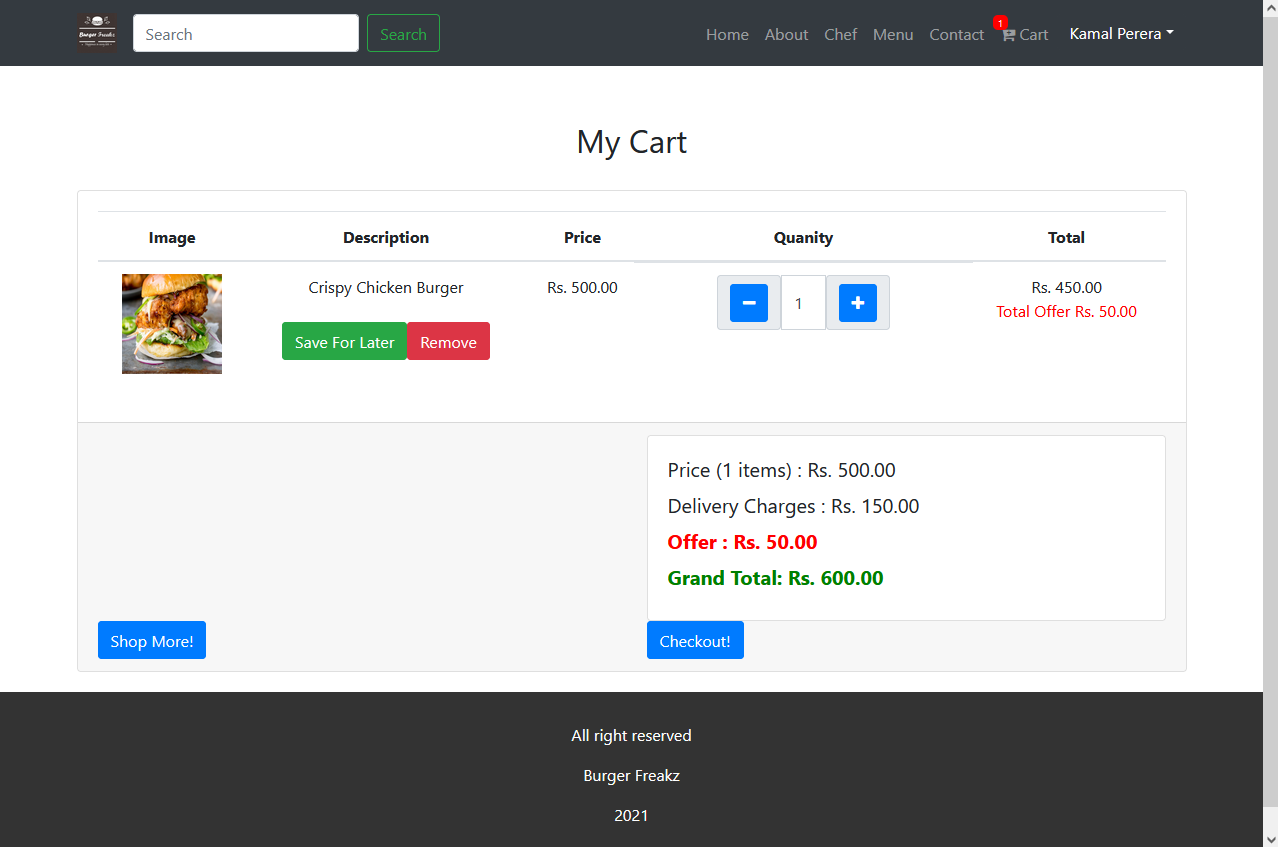 Burger Freakz
Search
Search
Home
About
Chef
Menu
Contact
1
Cart
Kamal Perera
My Cart
Image Description Price Quanity Total
Crispy Chicken Burger Rs. 500.00 1 Rs. 450.00
Total Offer Rs. 50.00
Save For Later Remove
Price (1 items) : Rs. 500.00
Delivery Charges : Rs. 150.00
Offer : Rs. 50.00
Grand Total: Rs. 600.00
Shop More!
Checkout!
All right reserved
Burger Freakz
2021